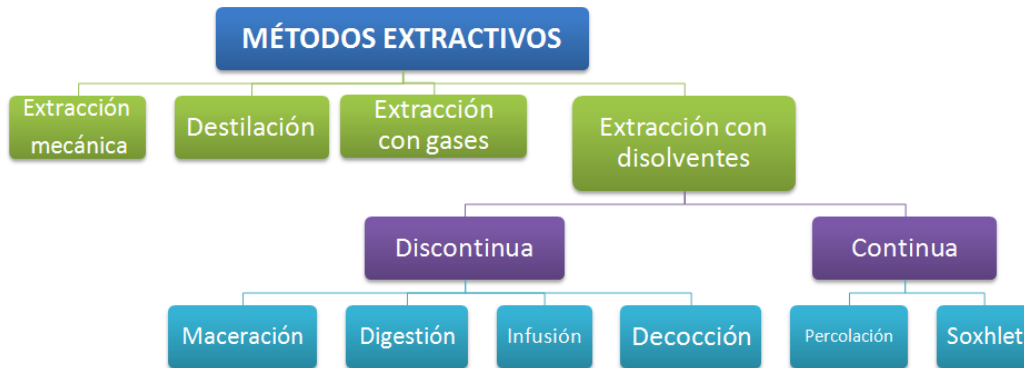 MÉTODOS EXTRACTIVOS
Extracción
mecánica
Destilación
Extracción
con gases
Extracción con
disolventes
Discontinua
Continua
Maceración
Digestión
Infusión
Decocción
Percolación
Soxhlet